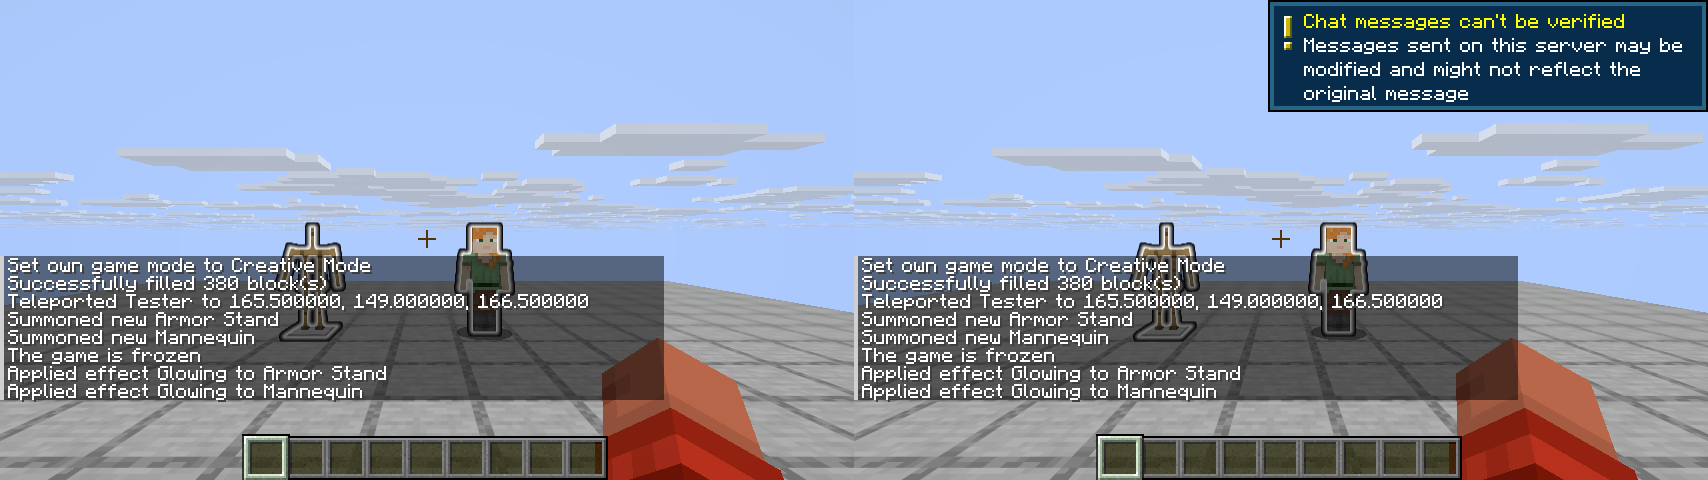 Chat messages can't be verified
Messages sent on this server may be
modified and might not reflect the
original message
Set own game mode to Creative Mode
Successfully filled 380 block(s)
Teleported Tester to 165.500000, 149.000000, 166.500000
Summoned new Armor Stand
Summoned new Mannequin
The game is frozen
Applied effect Glowing to Armor Stand
Applied effect Glowing to Mannequin
Set own game mode to Creative Mode
Successfully filled 380 block(s)
Teleported Tester to 165.500000, 149.000000, 166.500000
Summoned new Armor Stand
Summoned new Mannequin
The game is frozen
Applied effect Glowing to Armor Stand
Applied effect Glowing to Mannequin